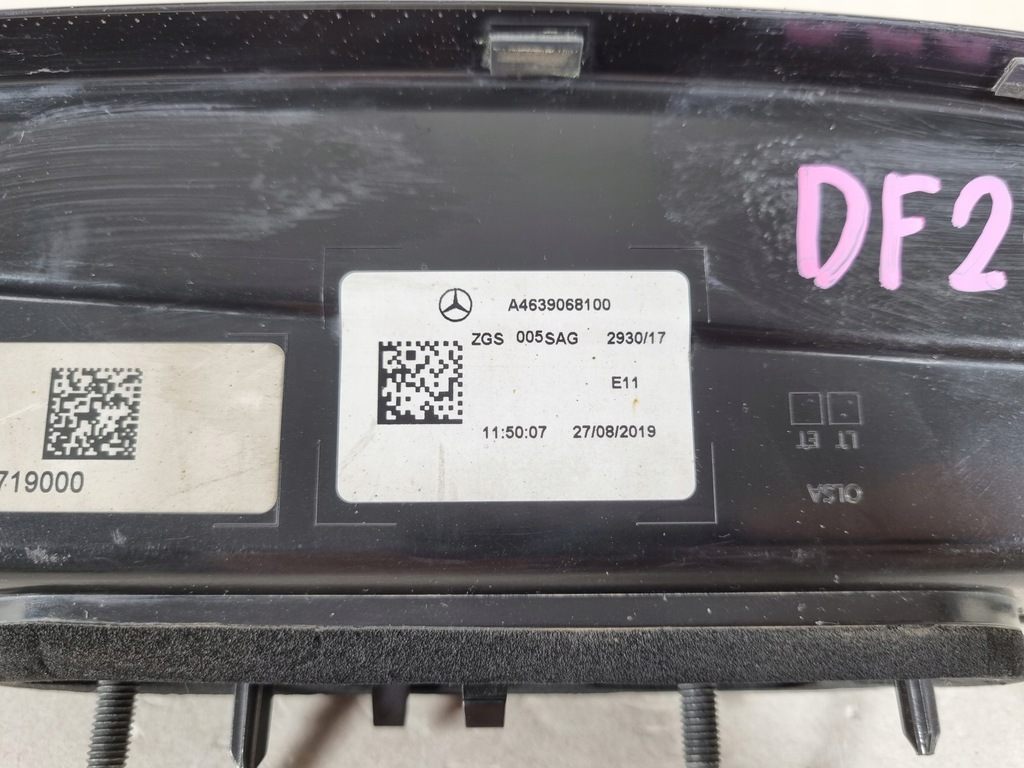 DF2
A4639068100
ZGS 005SAG 2930/17
E11
11:50:07 27/08/2019
719000
LT ET
OLSA